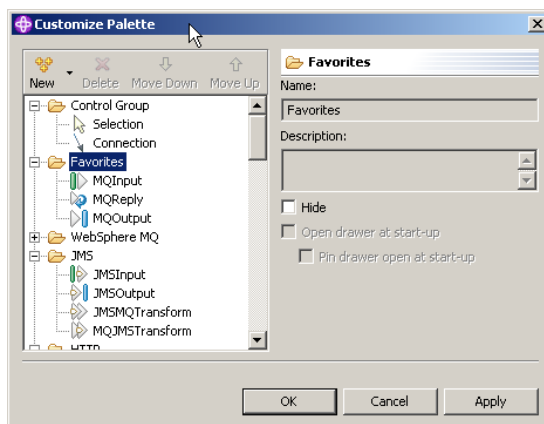 Customize Palette
New Delete Move Down Move Up
Control Group
Selection
Connection
Favorites
MQInput
MQReply
MQOutput
WebSphere MQ
JMS
JMSInput
JMSOutput
JMSMQTransform
MQJMSTransform
HTTP
Favorites
Name:
Favorites
Description:
Hide
Open drawer at start-up
Pin drawer open at start-up
OK Cancel Apply